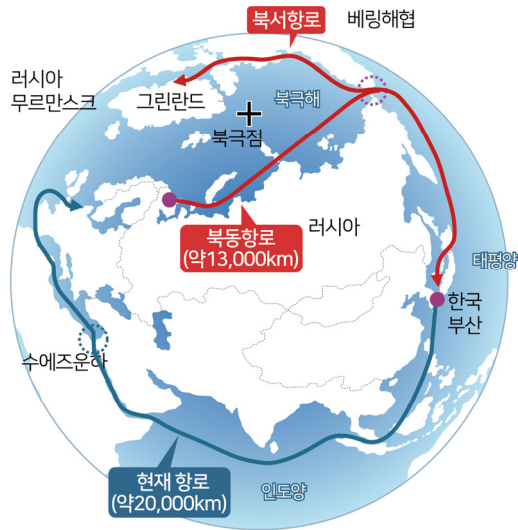 북서항로
베링해협
러시아
무르만스크
그린란드
북극해
북극점
북동항로
(약13,000km)
러시아
태평양
한국
부산
수에즈운하
현재 항로
(약20,000km)
인도양